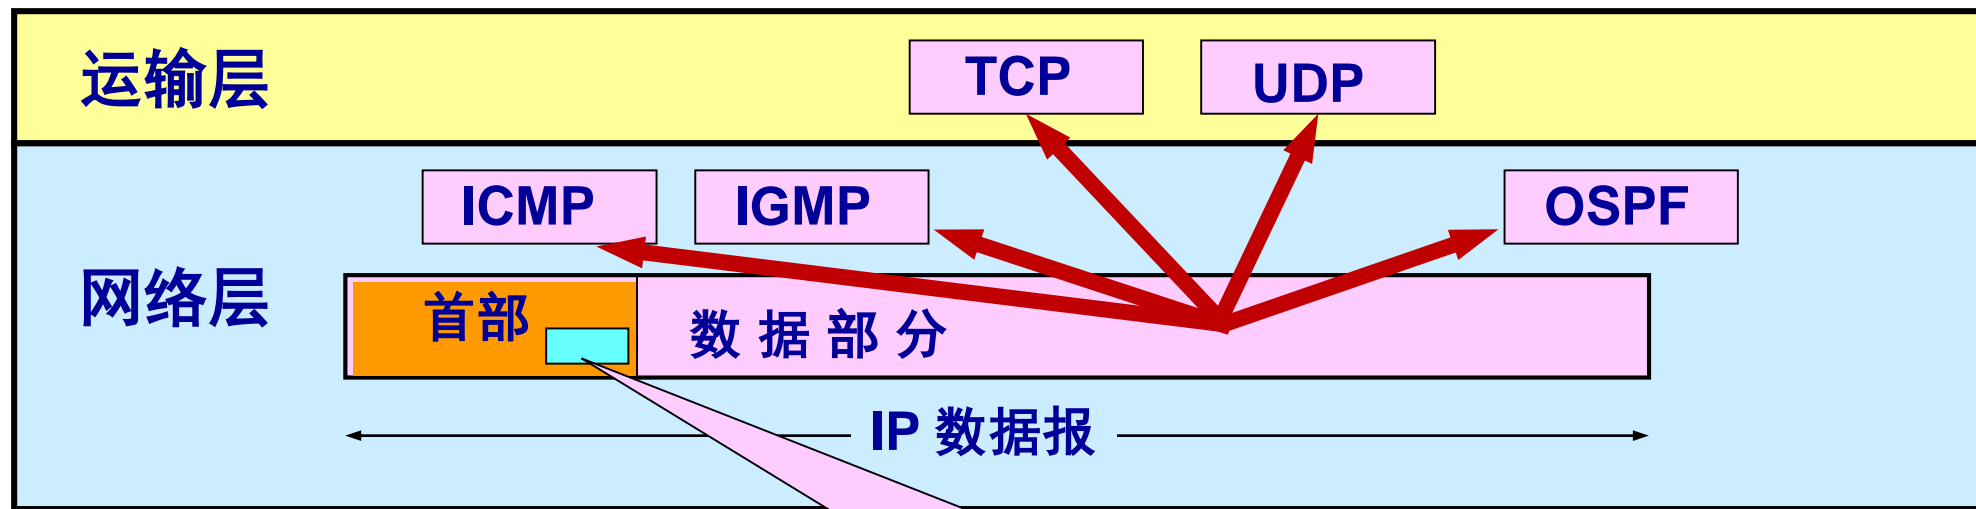 运输层
TCP
UDP
ICMP
IGMP
OSPF
网络层
首部
数 据 部 分
IP 数据报